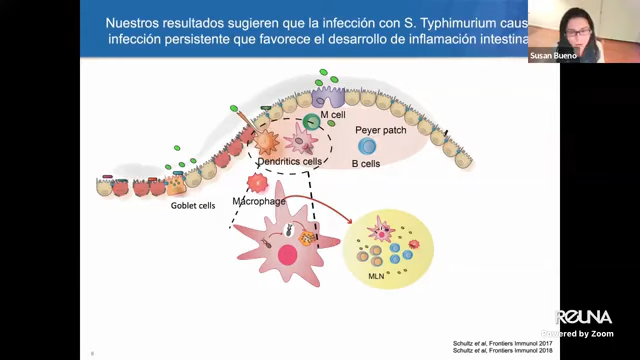 Nuestros resultados sugieren que la infección con S. Typhimurium caus
infección persistente que favorece el desarrollo de inflamación intestina
Susan Bueno
M cell
Peyer patch
Dendritics cells
B cells
Goblet cells
Macrophage
MLN
REUNA
Powered by Zoom
Schultz et al, Frontiers Immunol 2017
Schultz et al, Frontiers Immunol 2018
8